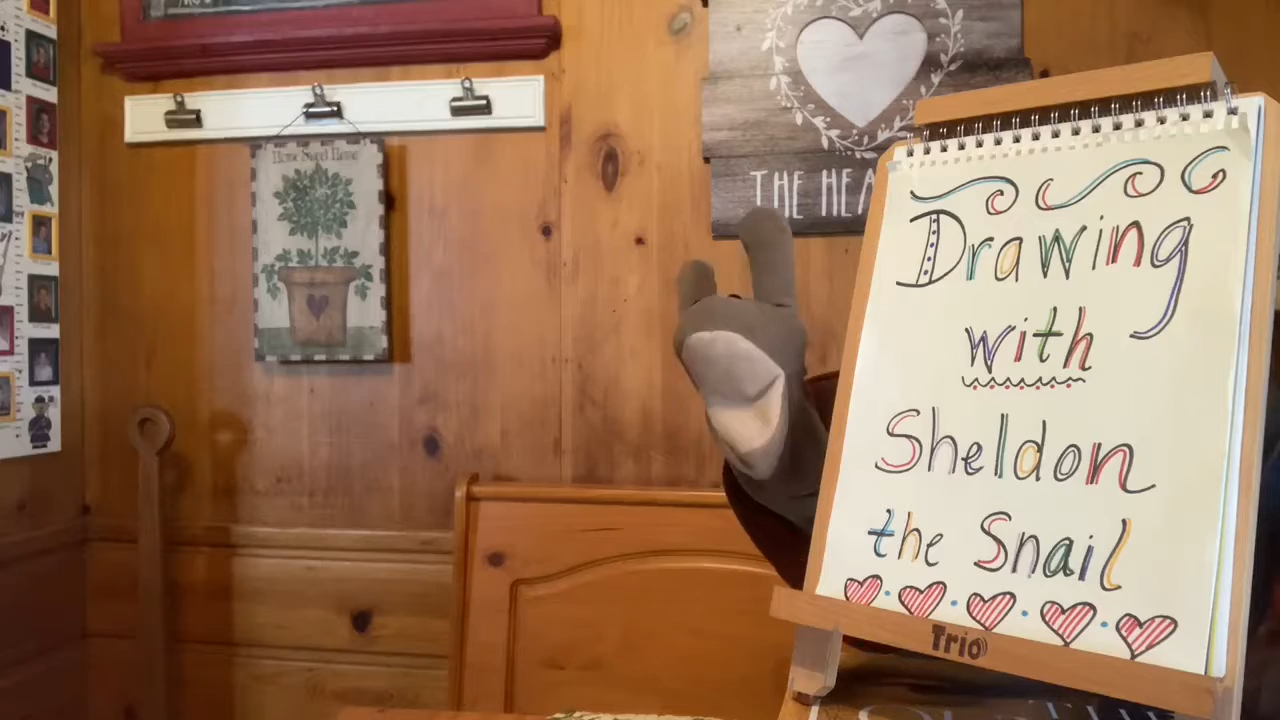 Home Sweet Home
THE HEA
Drawing
with
Sheldon
the Snail
Trio